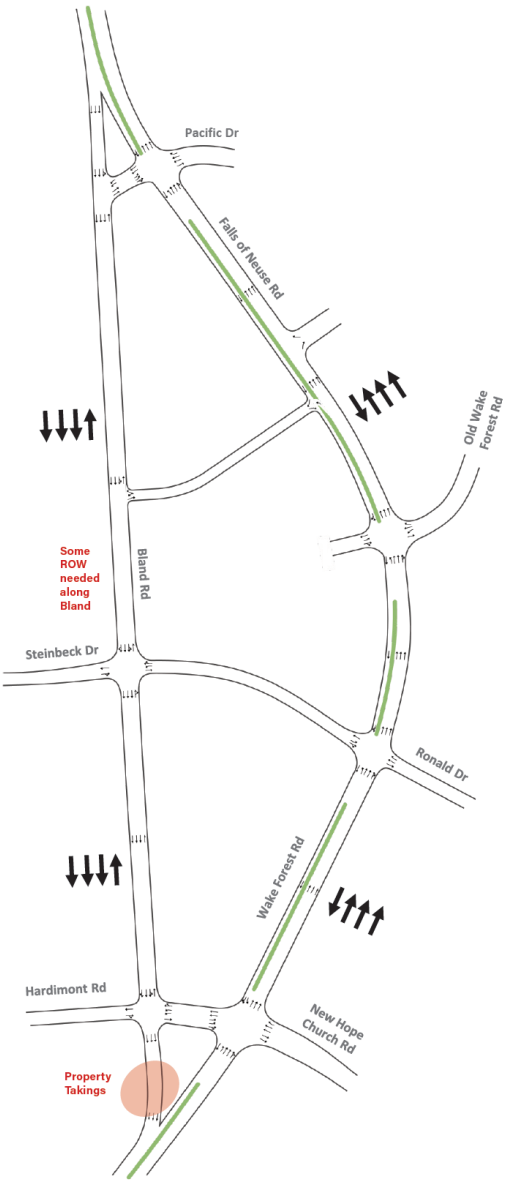 Pacific Dr
Falls of Neuse Rd
Old Wake
Forest Rd
Some
ROW
needed
along
Bland
Bland Rd
Steinbeck Dr
Ronald Dr
Wake Forest Rd
Hardimont Rd
New Hope
Church Rd
Property
Takings